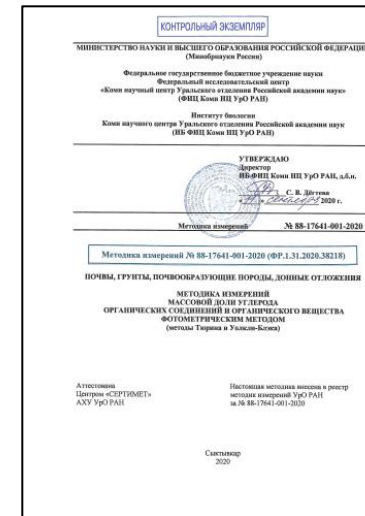 КОНТРОЛЬНЫЙ ЭКЗЕМПЛЯР
МИНИСТЕРСТВО НАУКИ И ВЫСШЕГО ОБРАЗОВАНИЯ РОССИЙСКОЙ ФЕДЕРАЦИИ
(Минобрнауки России)
Федеральное государственное бюджетное учреждение науки
Федеральный исследовательский центр
«Коми научный центр Уральского отделения Российской академии наук»
(ФИЦ Коми НЦ УрО РАН)
Институт биологии
Коми научного центра Уральского отделения Российской академии наук
(ИБ ФИЦ Коми НЦ УрО РАН)
УТВЕРЖДАЮ
Директор
ИБ ФИЦ Коми НЦ УрО РАН, д.б.н.
С. В. Дёгтева
2020 г.
Методика измерений № 88-17641-001-2020
Методика измерений № 88-17641-001-2020 (ФР.1.31.2020.38218)
ПОЧВЫ, ГРУНТЫ, ПОЧВООБРАЗУЮЩИЕ ПОРОДЫ, ДОННЫЕ ОТЛОЖЕНИЯ
МЕТОДИКА ИЗМЕРЕНИЙ
МАССОВОЙ ДОЛИ УГЛЕРОДА
ОРГАНИЧЕСКИХ СОЕДИНЕНИЙ И ОРГАНИЧЕСКОГО ВЕЩЕСТВА
ФОТОМЕТРИЧЕСКИМ МЕТОДОМ
(методы Тюрина и Уолкли-Блэка)
Аттестована
Центром «СЕРТИМЕТ»
АХУ УрО РАН
Настоящая методика внесена в реестр
методик измерений УрО РАН
за № 88-17641-001-2020
Сыктывкар
2020